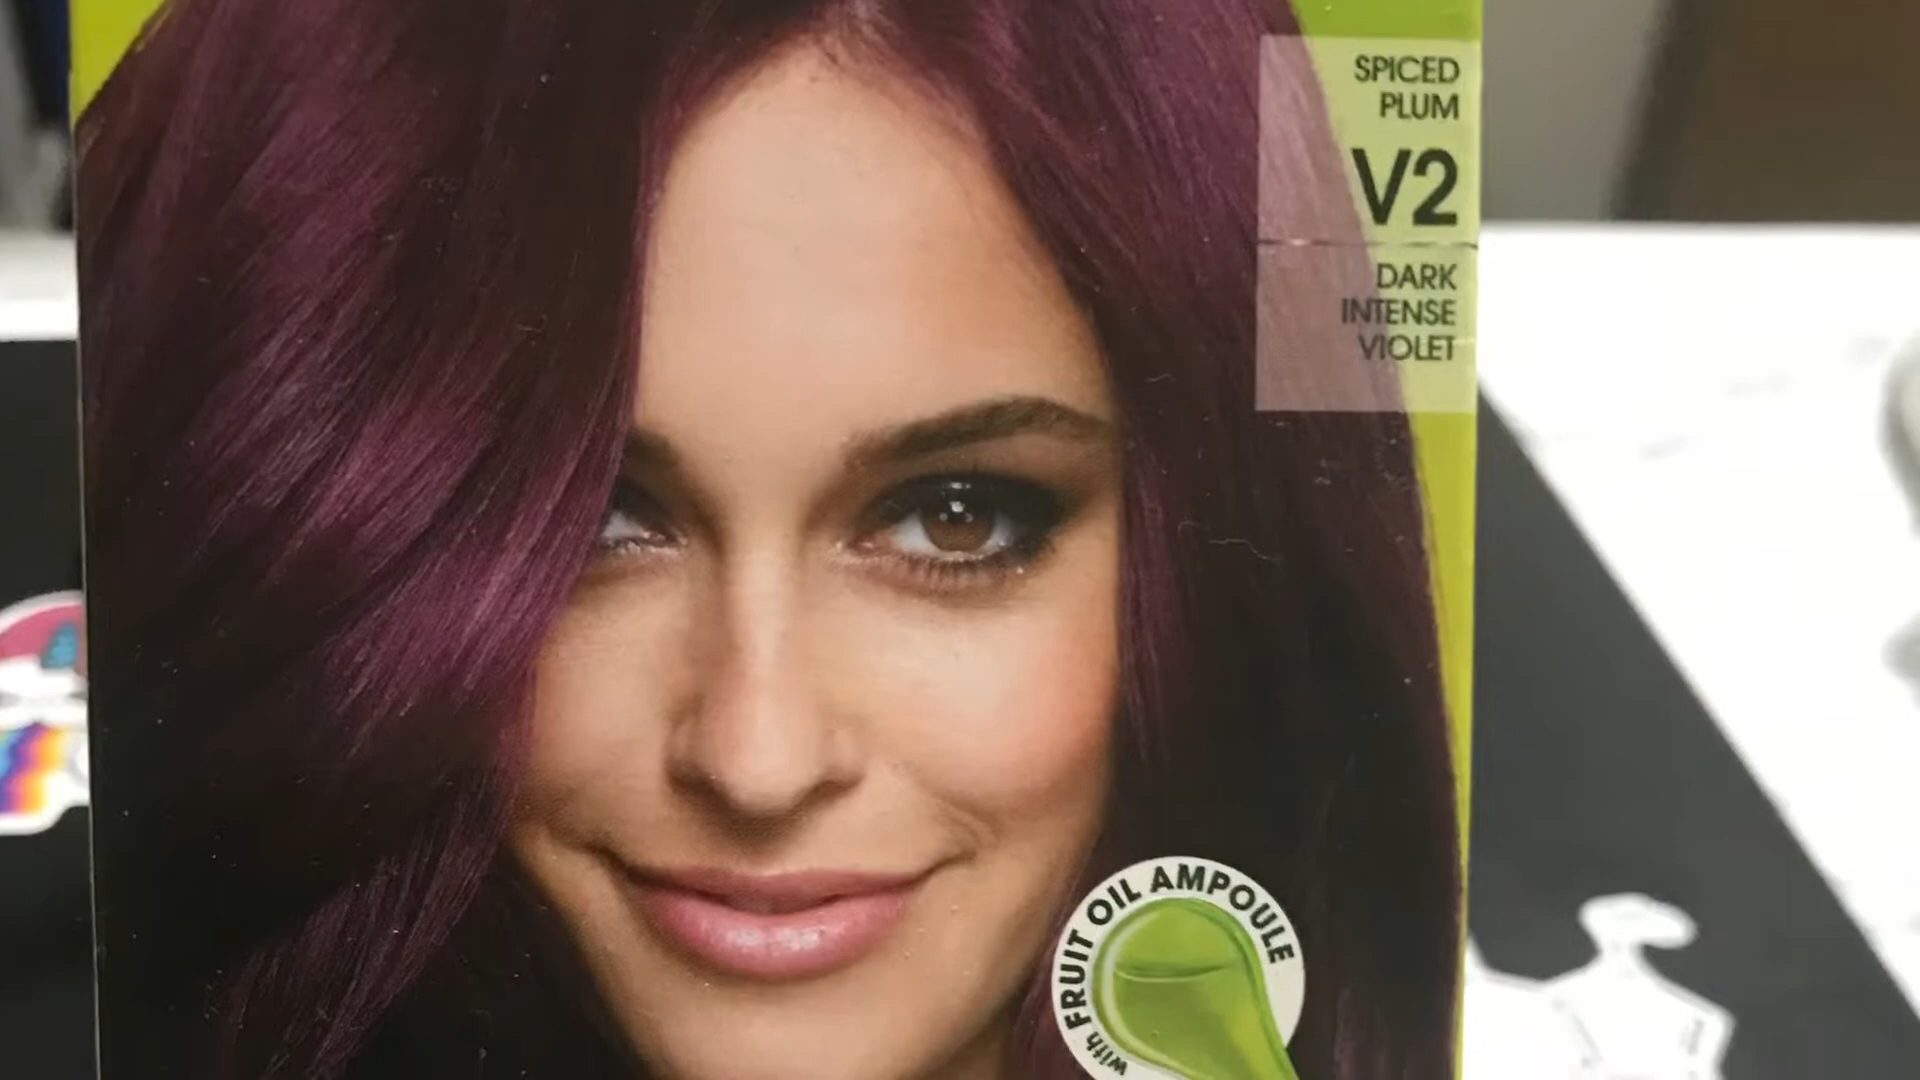 SPICED
PLUM
V2
DARK
INTENSE
VIOLET
with FRUIT OIL AMPOULE